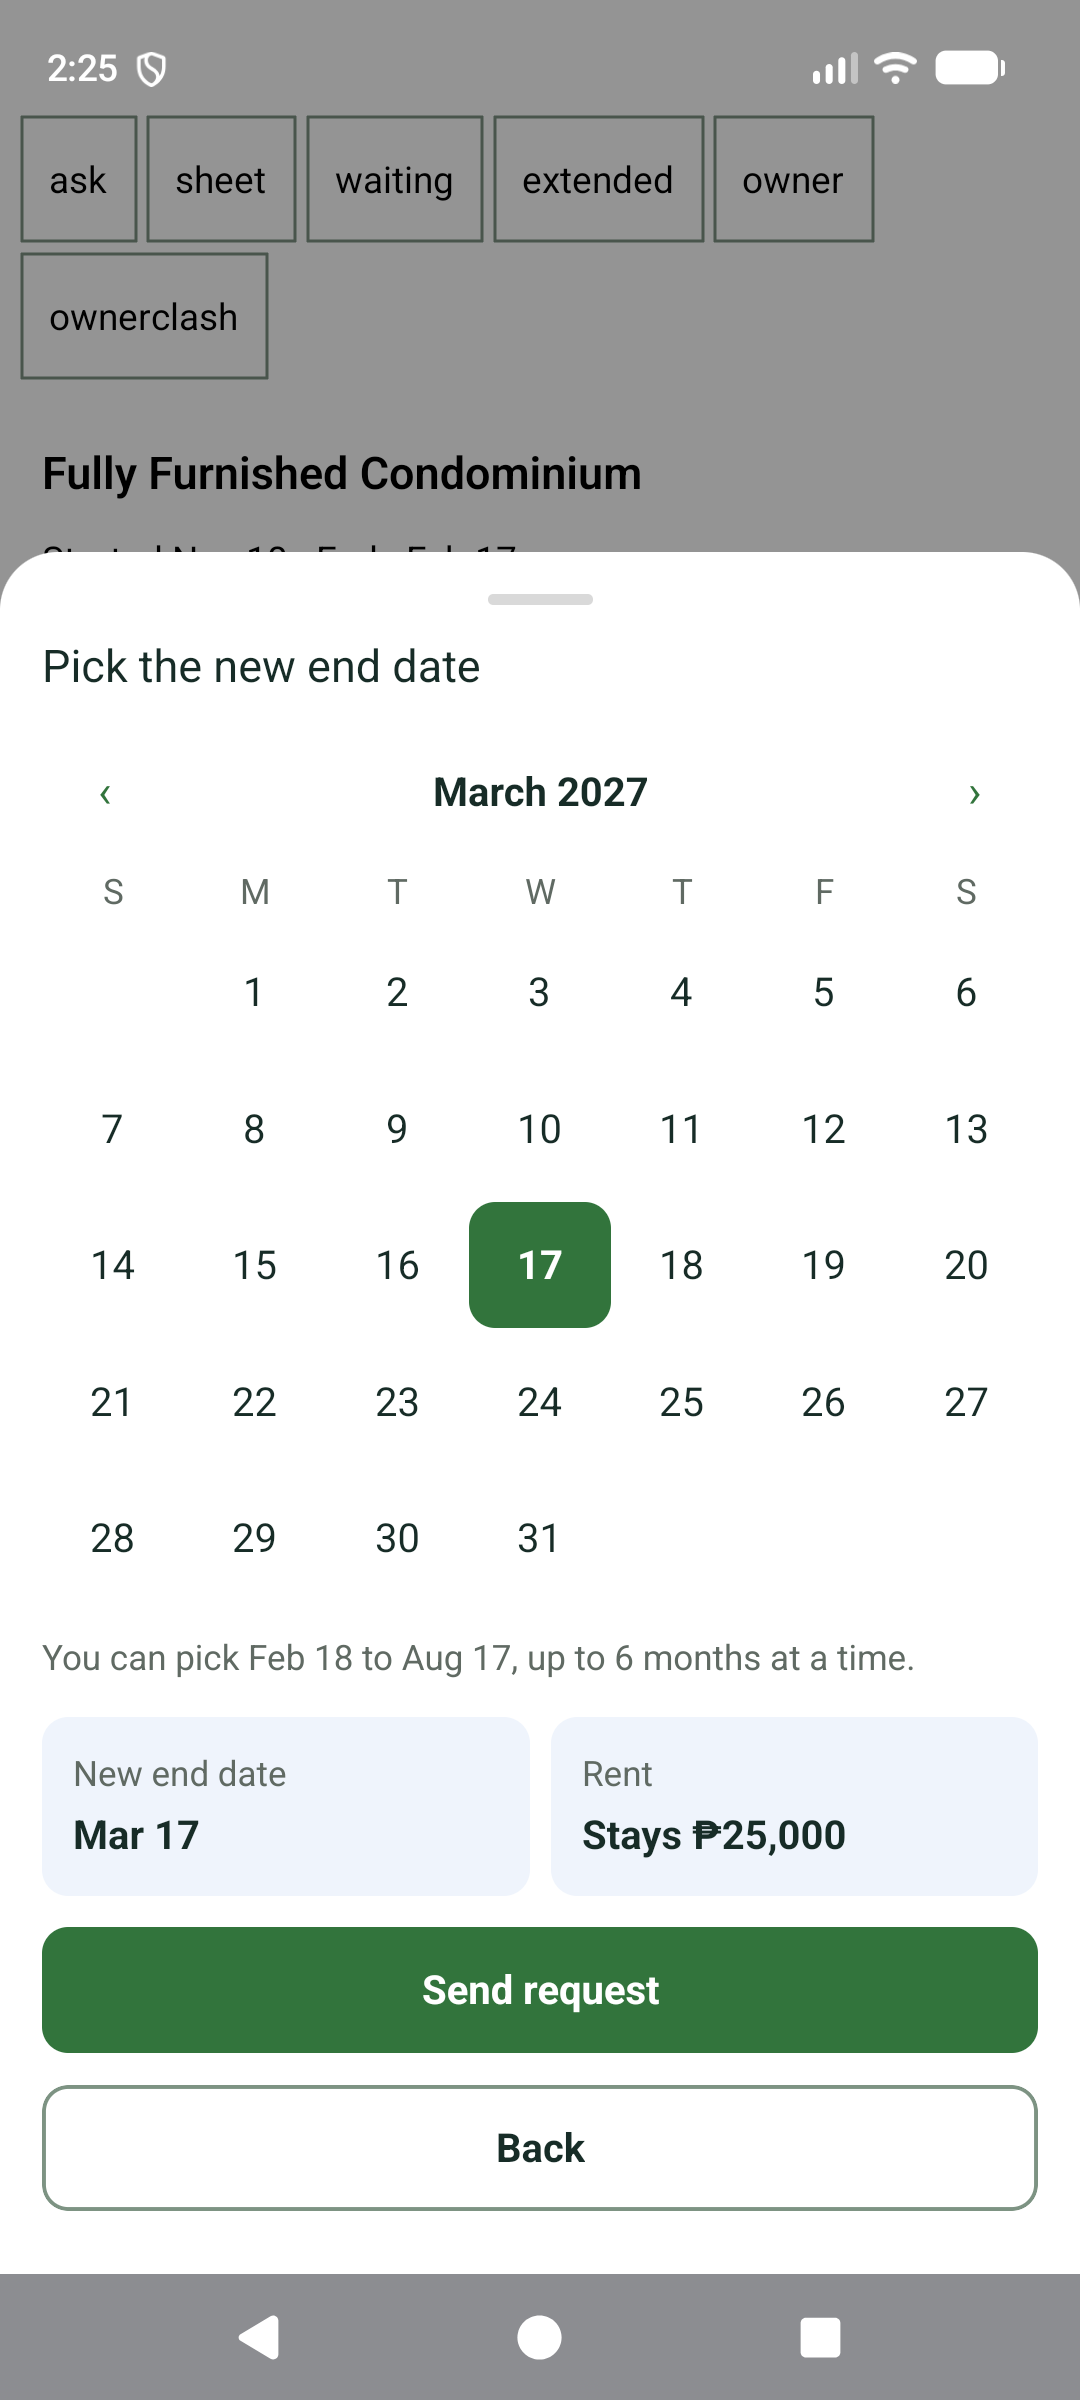 2:25
ask sheet waiting extended owner
ownerclash
Fully Furnished Condominium
Pick the new end date
‹ March 2027 ›
S M T W T F S
1 2 3 4 5 6
7 8 9 10 11 12 13
14 15 16 17 18 19 20
21 22 23 24 25 26 27
28 29 30 31
You can pick Feb 18 to Aug 17, up to 6 months at a time.
New end date Rent
Mar 17 Stays ₱25,000
Send request
Back